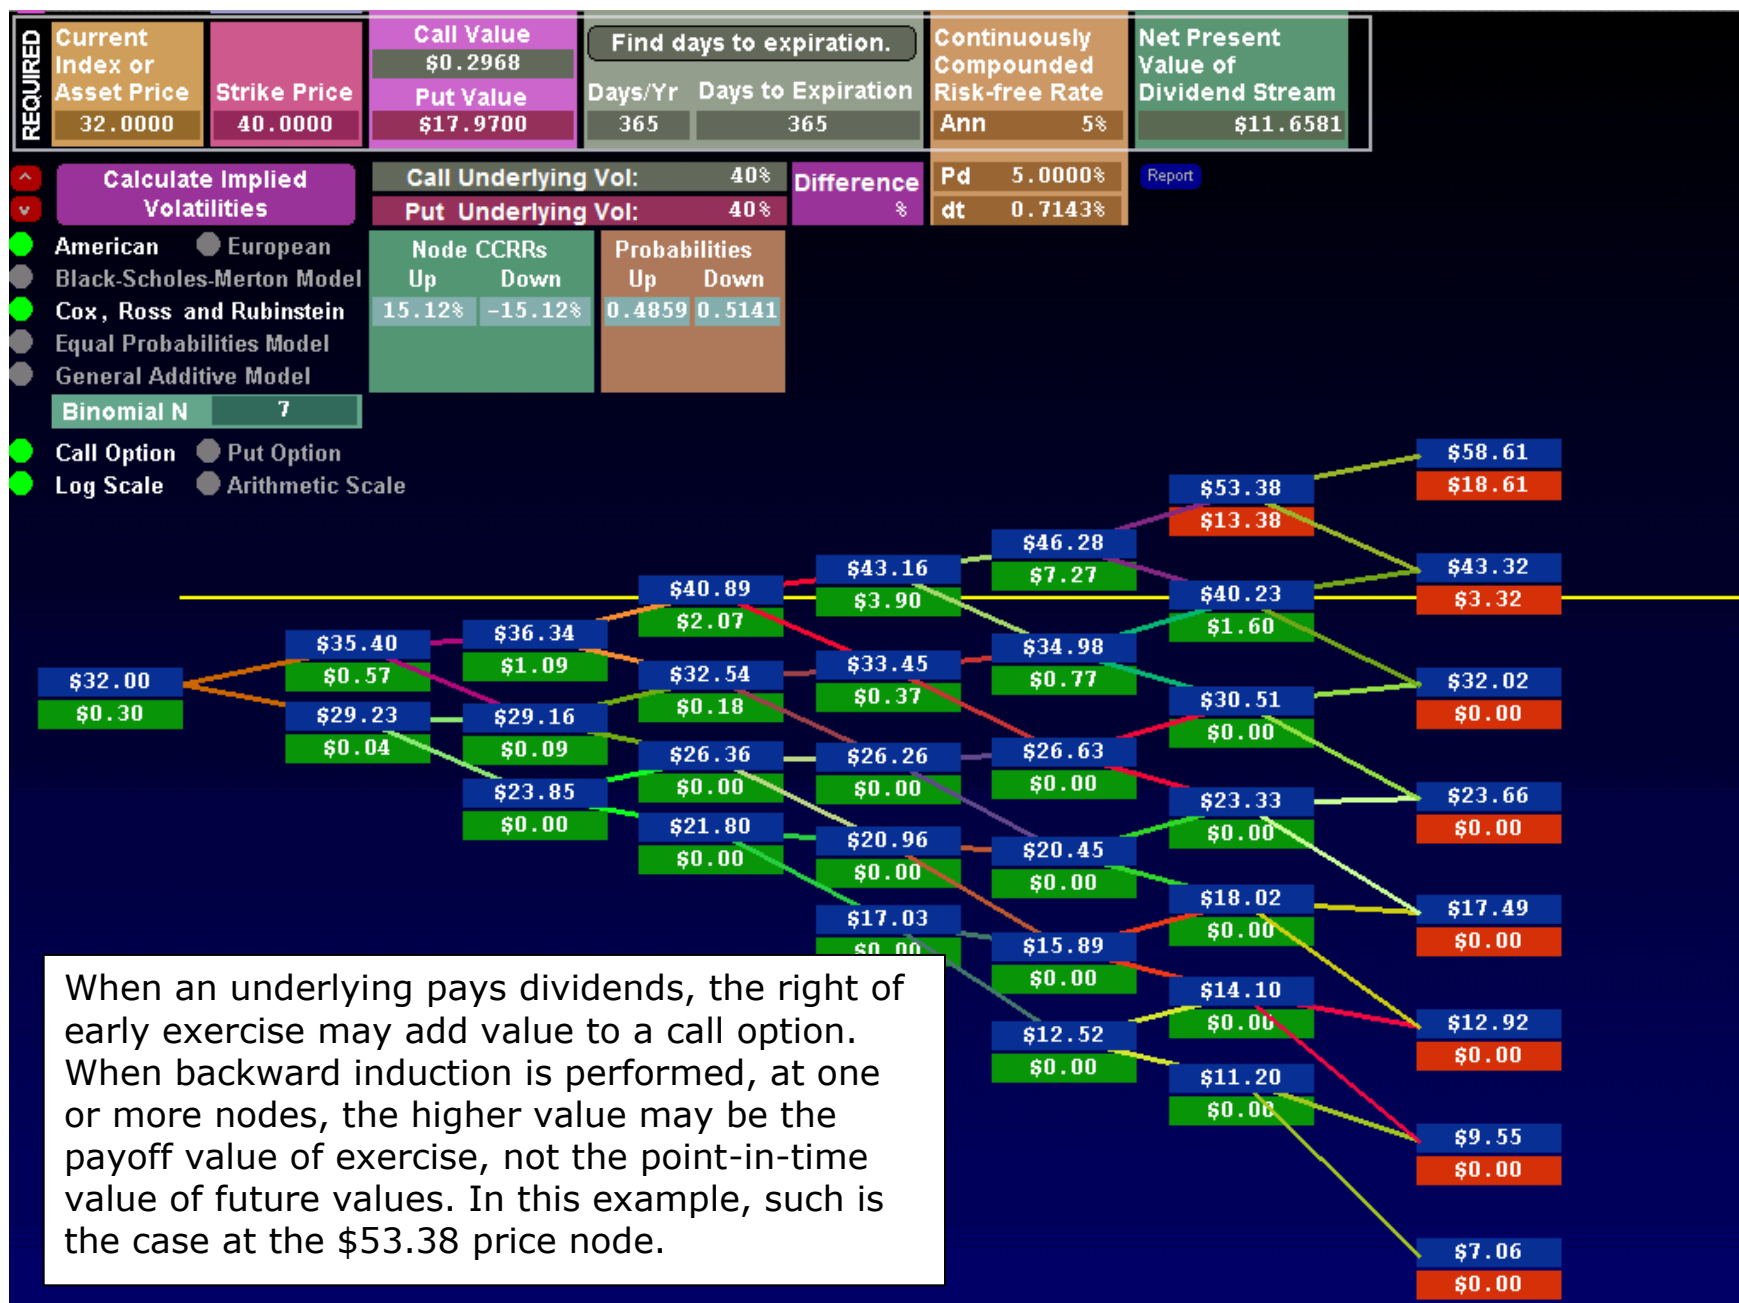 REQUIRED
Current
Index or
Asset Price
32.0000
Strike Price
40.0000
Call Value
$0.2968
Put Value
$17.9700
Find days to expiration.
Days/Yr Days to Expiration
365 365
Continuously
Compounded
Risk-free Rate
Ann 5%
Net Present
Value of
Dividend Stream
$11.6581
Calculate Implied
Volatilities
Call Underlying Vol: 40%
Put Underlying Vol: 40%
Difference
%
Pd 5.0000%
dt 0.7143%
Report
American European
Black-Scholes-Merton Model
Cox, Ross and Rubinstein
Equal Probabilities Model
General Additive Model
Binomial N 7
Call Option Put Option
Log Scale Arithmetic Scale
Node CCRRs
Up Down
15.12% -15.12%
Probabilities
Up Down
0.4859 0.5141
$32.00
$0.30
$35.40
$0.57
$29.23
$0.04
$36.34
$1.09
$29.16
$0.09
$23.85
$0.00
$40.89
$2.07
$32.54
$0.18
$26.36
$0.00
$21.80
$0.00
$43.16
$3.90
$33.45
$0.37
$26.26
$0.00
$20.96
$0.00
$17.03
$0.00
$46.28
$7.27
$34.98
$0.77
$26.63
$0.00
$20.45
$0.00
$15.89
$0.00
$12.52
$0.00
$53.38
$13.38
$40.23
$1.60
$30.51
$0.00
$23.33
$0.00
$18.02
$0.00
$14.10
$0.00
$11.20
$0.00
$58.61
$18.61
$43.32
$3.32
$32.02
$0.00
$23.66
$0.00
$17.49
$0.00
$12.92
$0.00
$9.55
$0.00
$7.06
$0.00
When an underlying pays dividends, the right of
early exercise may add value to a call option.
When backward induction is performed, at one
or more nodes, the higher value may be the
payoff value of exercise, not the point-in-time
value of future values. In this example, such is
the case at the $53.38 price node.